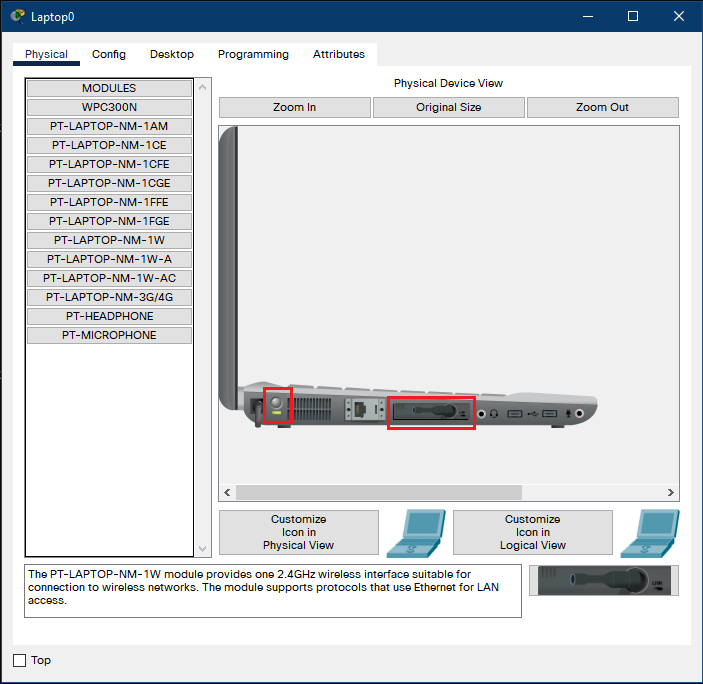 Laptop0
Physical Config Desktop Programming Attributes
MODULES
WPC300N
PT-LAPTOP-NM-1AM
PT-LAPTOP-NM-1CE
PT-LAPTOP-NM-1CFE
PT-LAPTOP-NM-1CGE
PT-LAPTOP-NM-1FFE
PT-LAPTOP-NM-1FGE
PT-LAPTOP-NM-1W
PT-LAPTOP-NM-1W-A
PT-LAPTOP-NM-1W-AC
PT-LAPTOP-NM-3G/4G
PT-HEADPHONE
PT-MICROPHONE
Physical Device View
Zoom In Original Size Zoom Out
Customize
Icon in
Physical View
Customize
Icon in
Logical View
The PT-LAPTOP-NM-1W module provides one 2.4GHz wireless interface suitable for
connection to wireless networks. The module supports protocols that use Ethernet for LAN
access.
Top